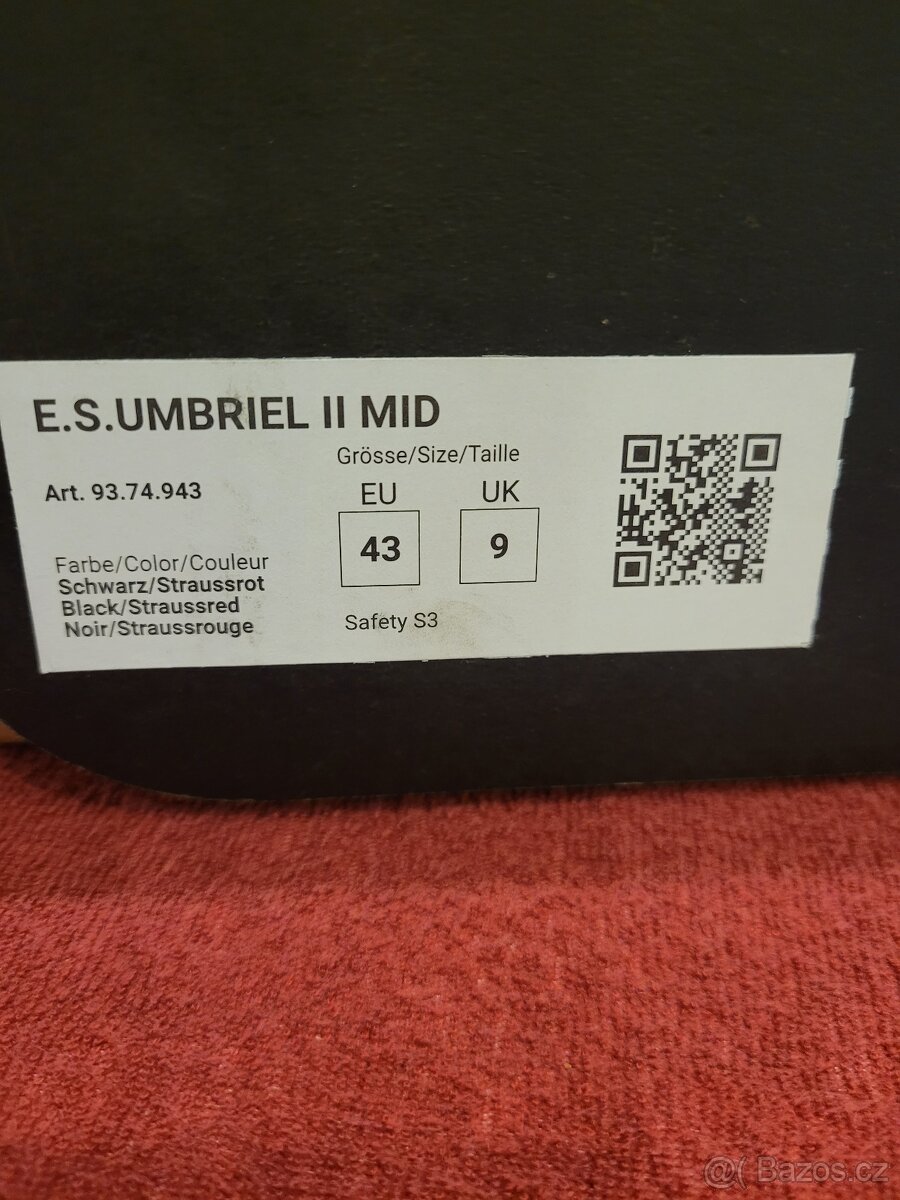 E.S.UMBRIEL II MID
Grösse/Size/Taille
Art. 93.74.943
EU UK
43 9
Farbe/Color/Couleur
Schwarz/Straussrot
Black/Straussred
Noir/Straussrouge
Safety S3
@( Bazos.cz